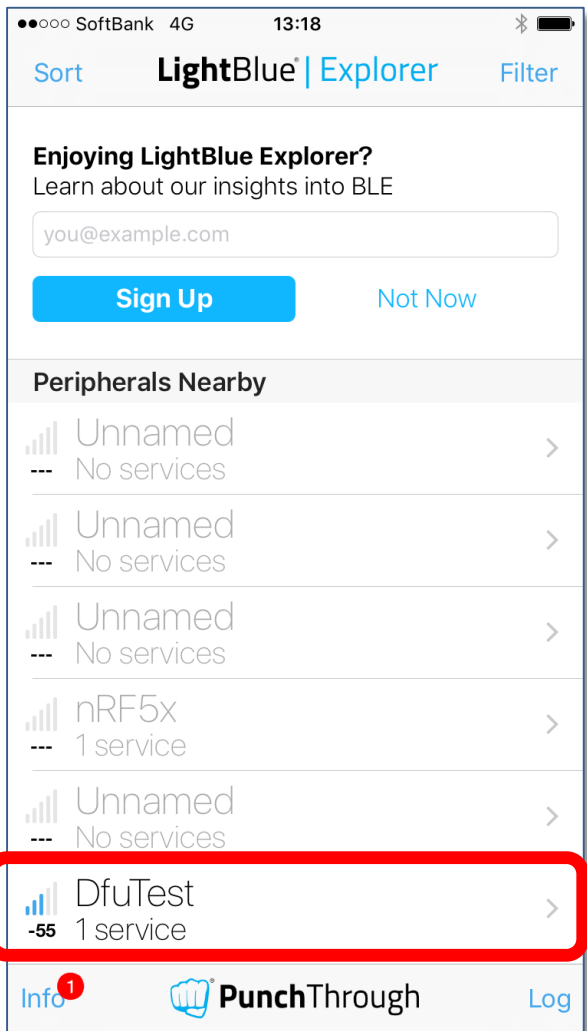 SoftBank 4G 13:18
Sort LightBlue | Explorer Filter
Enjoying LightBlue Explorer?
Learn about our insights into BLE
you@example.com
Sign Up Not Now
Peripherals Nearby
Unnamed
--- No services
Unnamed
--- No services
Unnamed
--- No services
nRF5x
--- 1 service
Unnamed
--- No services
DfuTest
-55 1 service
Info 1 PunchThrough Log